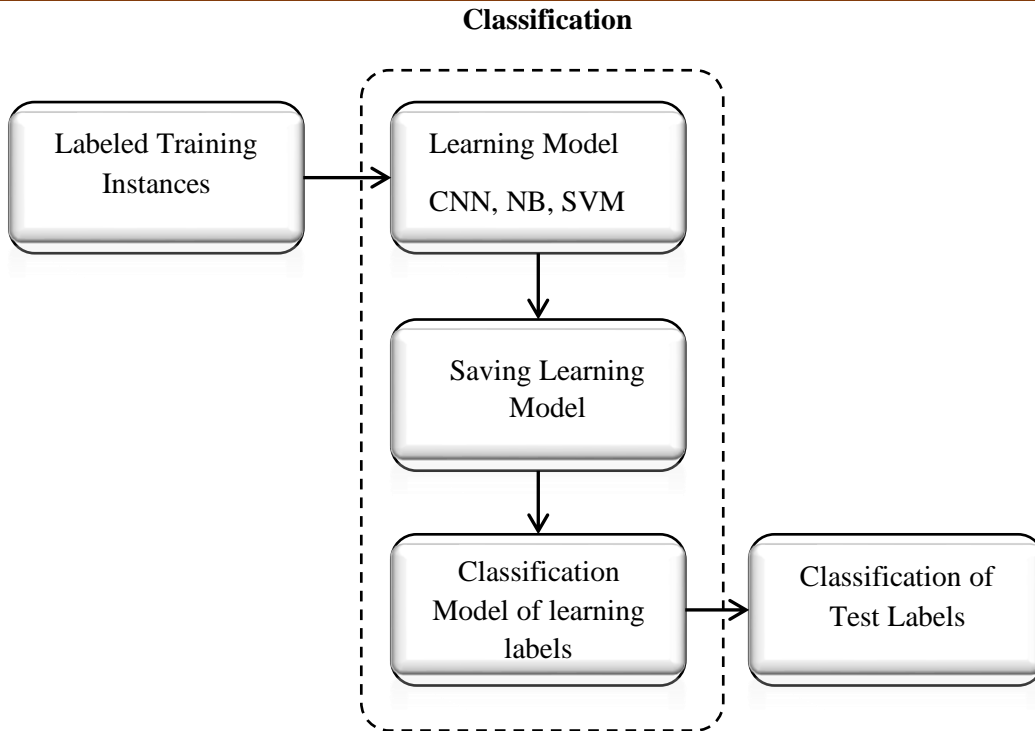 Classification
Labeled Training
Instances
Learning Model
CNN, NB, SVM
Saving Learning
Model
Classification
Model of learning
labels
Classification of
Test Labels